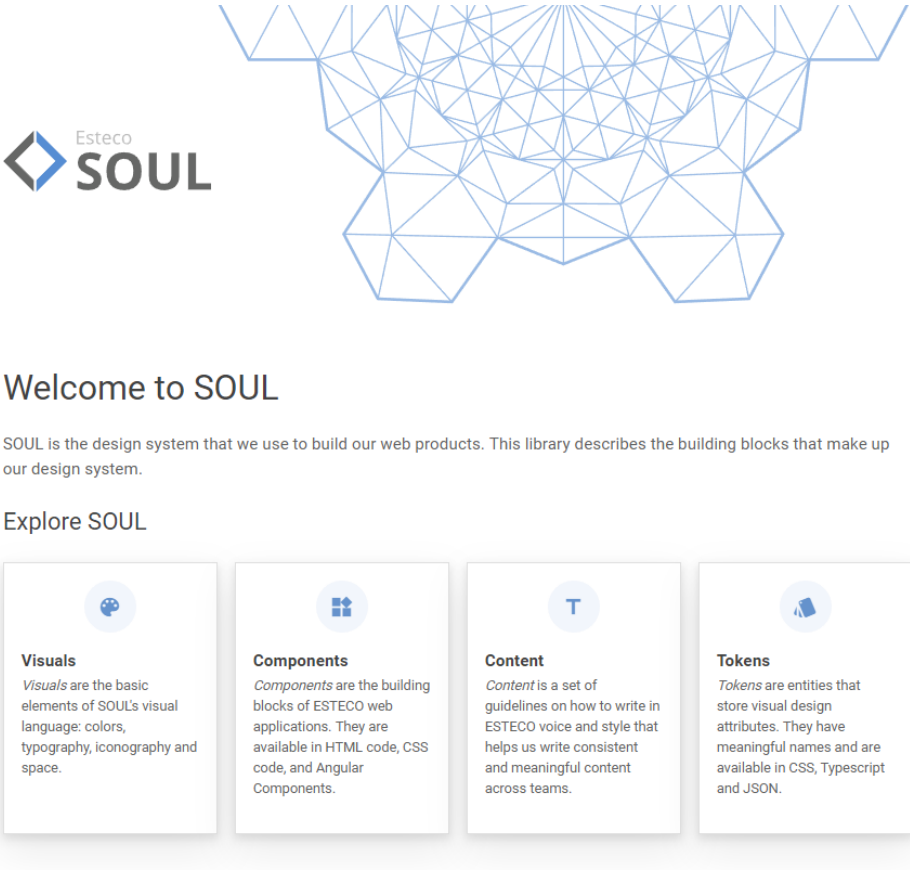 Esteco
SOUL
Welcome to SOUL
SOUL is the design system that we use to build our web products. This library describes the building blocks that make up
our design system.
Explore SOUL
Visuals
Visuals are the basic
elements of SOUL's visual
language: colors,
typography, iconography and
space.
Components
Components are the building
blocks of ESTECO web
applications. They are
available in HTML code, CSS
code, and Angular
Components.
T
Content
Content is a set of
guidelines on how to write in
ESTECO voice and style that
helps us write consistent
and meaningful content
across teams.
Tokens
Tokens are entities that
store visual design
attributes. They have
meaningful names and are
available in CSS, Typescript
and JSON.